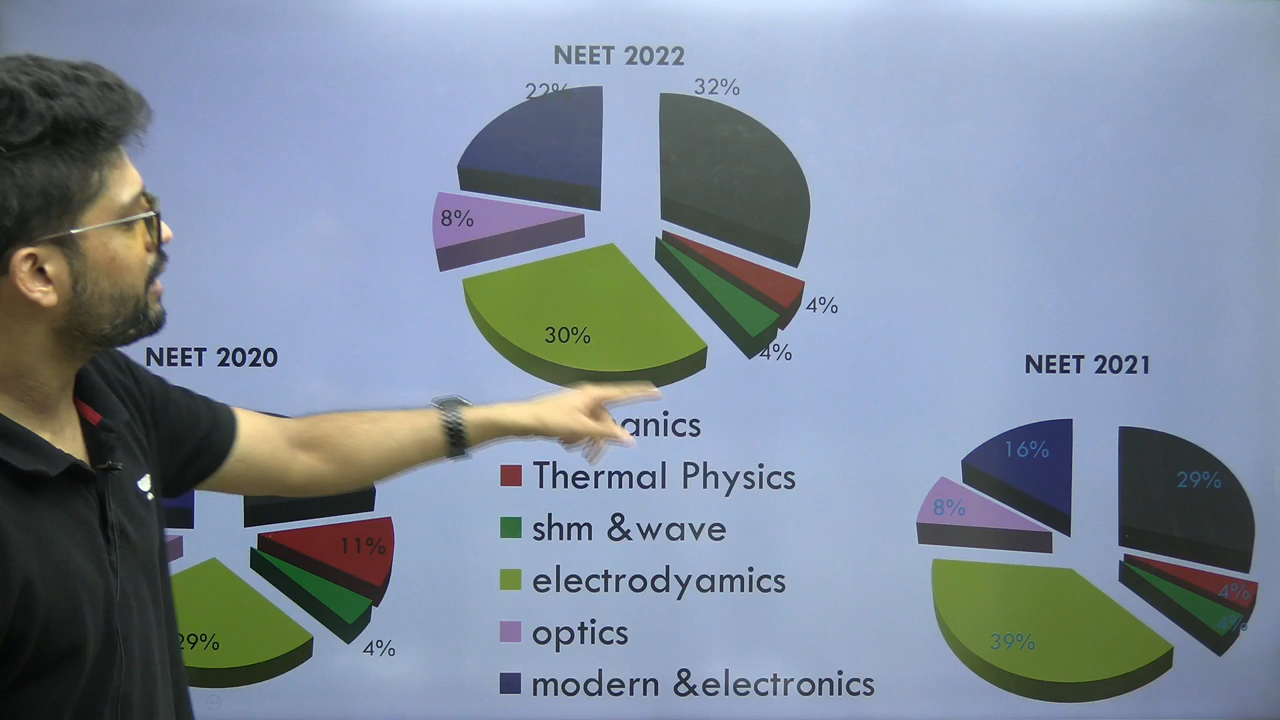 NEET 2022
22%
32%
8%
4%
30%
4%
NEET 2020
11%
29%
4%
anics
Thermal Physics
shm &wave
electrodyamics
optics
modern &electronics
NEET 2021
16%
29%
8%
4%
4%
39%